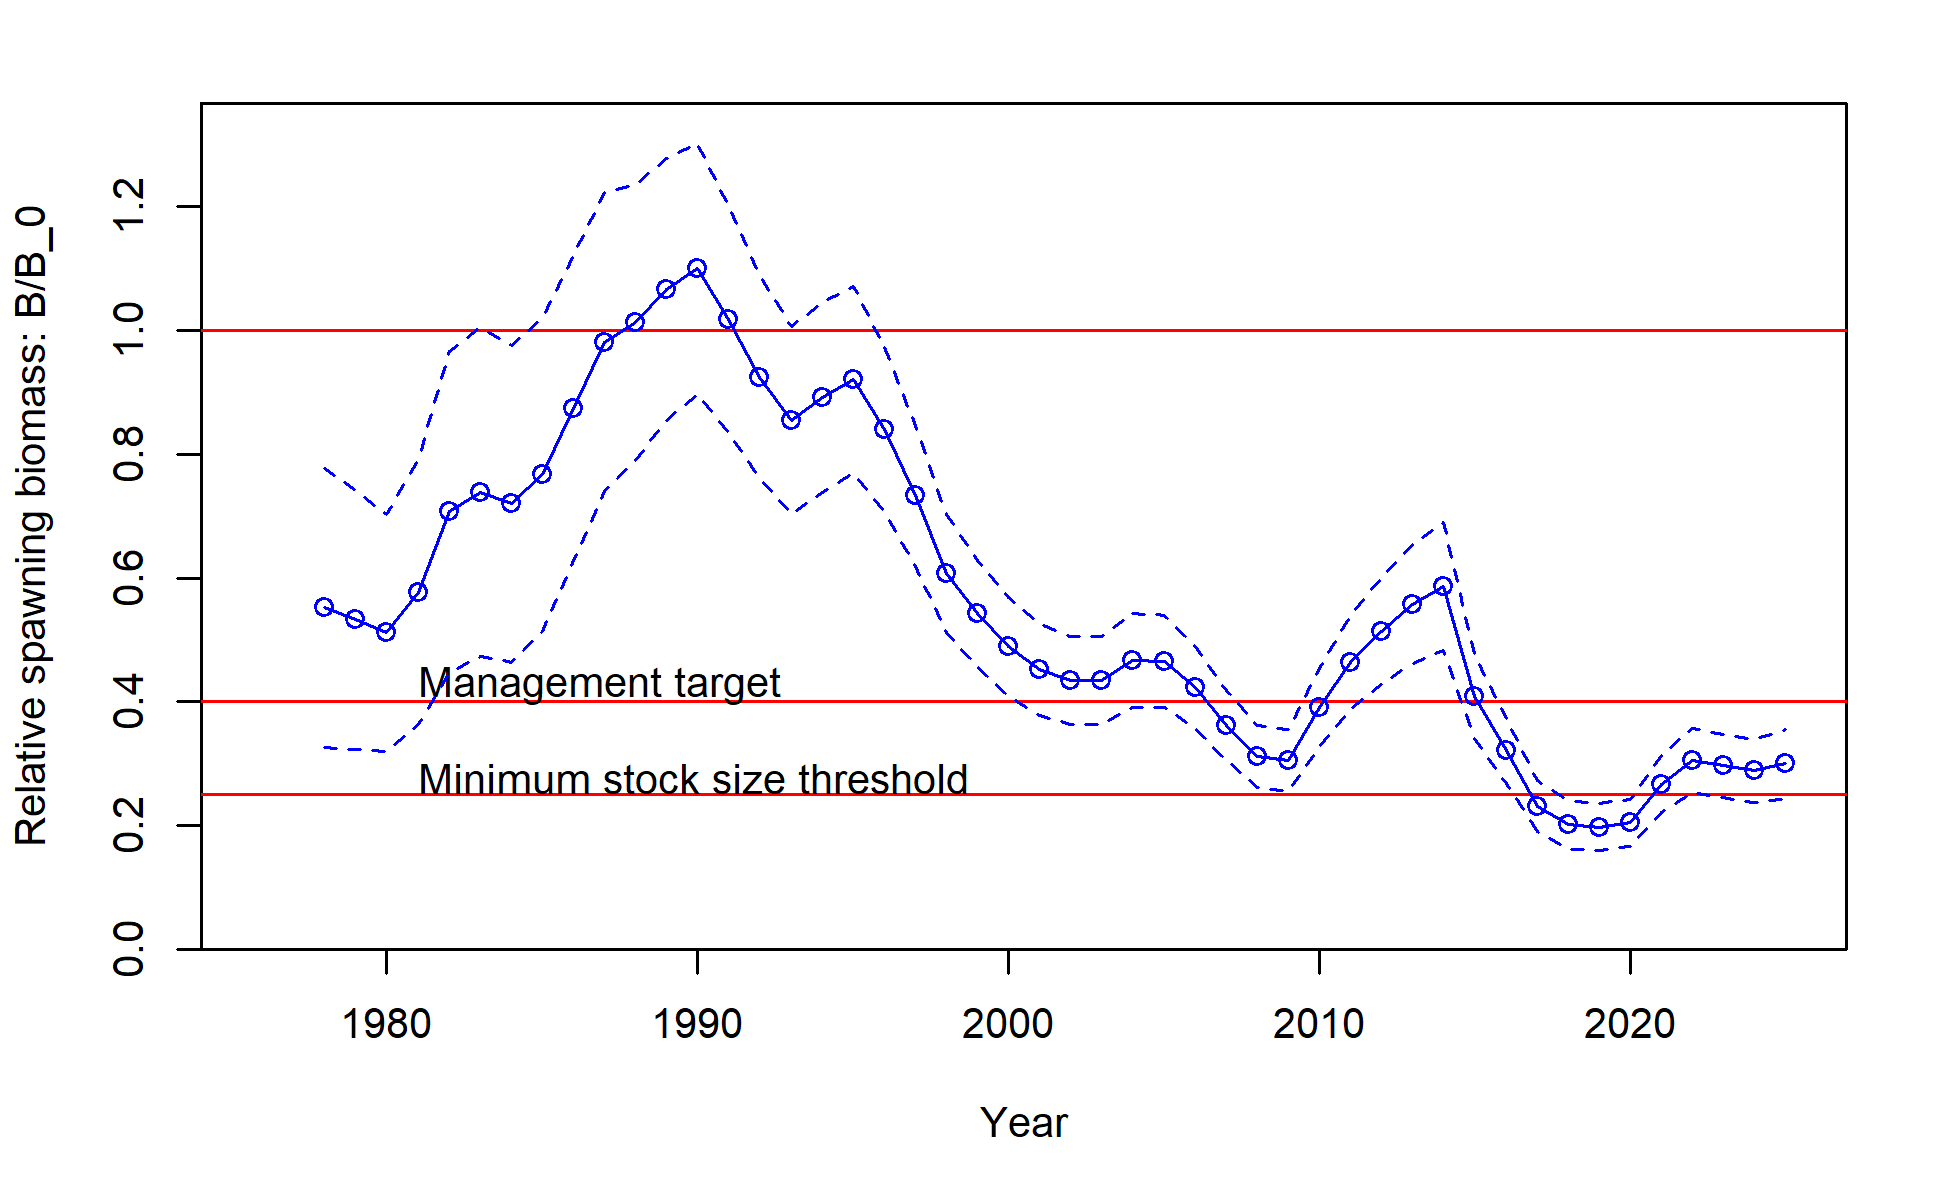 Relative spawning biomass: B/B_0
1.2
1.0
0.8
0.6
0.4
0.2
0.0
Management target
Minimum stock size threshold
1980 1990 2000 2010 2020
Year